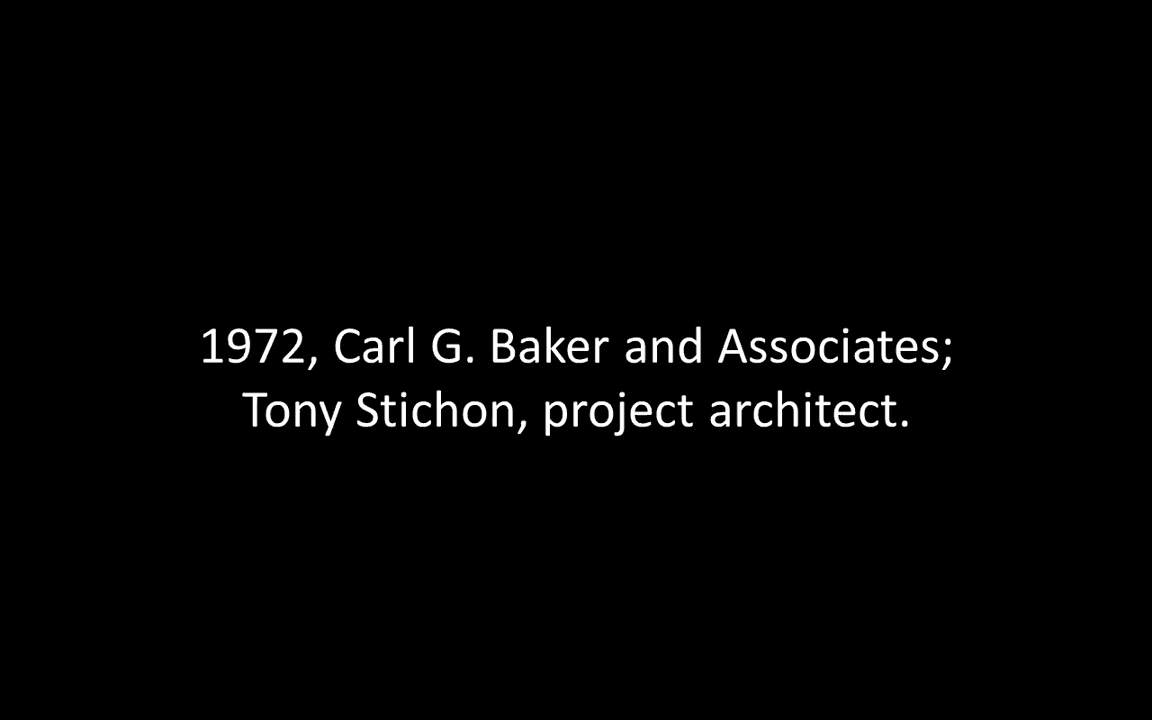 1972, Carl G. Baker and Associates;
Tony Stichon, project architect.